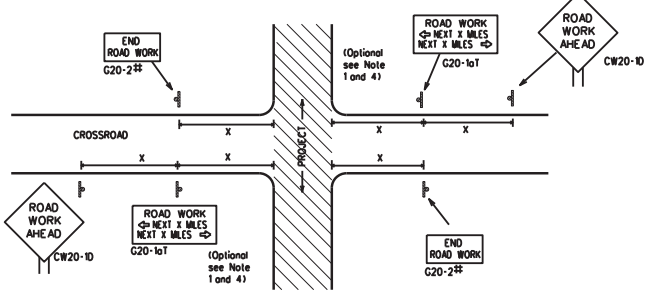 END
ROAD WORK
G20-2#
(Optional
see Note
1 and 4)
ROAD WORK
⇦ NEXT X MILES
NEXT X MILES ⇨
G20-1aT
ROAD
WORK
AHEAD
CW20-1D
CROSSROAD
X
X
X
X
X
X
PROJECT
ROAD
WORK
AHEAD
CW20-1D
ROAD WORK
⇦ NEXT X MILES
NEXT X MILES ⇨
G20-1aT
(Optional
see Note
1 and 4)
END
ROAD WORK
G20-2#